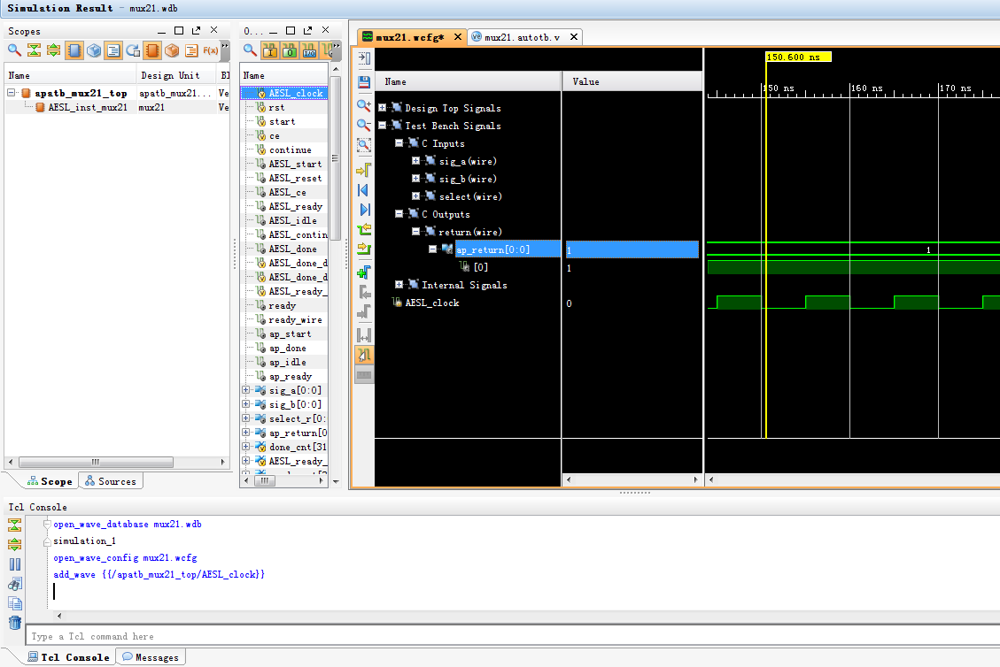 Simulation Result - mux21.wdb
Scopes
Name Design Unit Bl
apatb_mux21_top apatb_mux21... Ve
AESL_inst_mux21 mux21 Ve
Scope Sources
O...
Name
AESL_clock
rst
start
ce
continue
AESL_start
AESL_reset
AESL_ce
AESL_ready
AESL_idle
AESL_contin
AESL_done
AESL_done_d
AESL_done_d
AESL_ready_
ready
ready_wire
ap_start
ap_done
ap_idle
ap_ready
sig_a[0:0]
sig_b[0:0]
select_r[0:
ap_return[0
done_cnt[31
AESL_ready_
mux21.wcfg* mux21.autotb.v
Name Value
Design Top Signals
Test Bench Signals
C Inputs
sig_a(wire)
sig_b(wire)
select(wire)
C Outputs
return(wire)
ap_return[0:0] 1
[0] 1
Internal Signals
AESL_clock 0
150.600 ns
150 ns 160 ns 170 ns
1
Tcl Console
open_wave_database mux21.wdb
simulation_1
open_wave_config mux21.wcfg
add_wave {{/apatb_mux21_top/AESL_clock}}
Type a Tcl command here
Tcl Console Messages